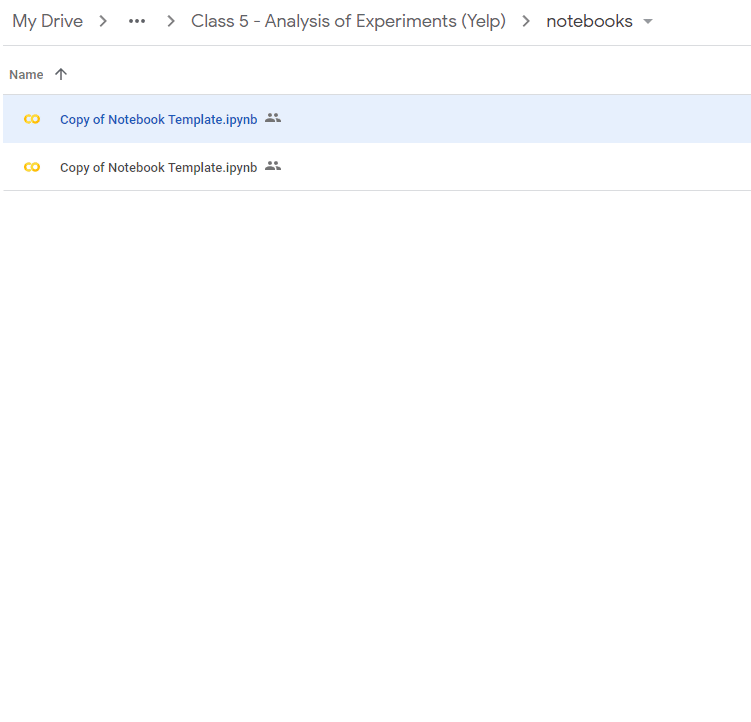 My Drive > ••• > Class 5 - Analysis of Experiments (Yelp) > notebooks
Name
Copy of Notebook Template.ipynb
Copy of Notebook Template.ipynb